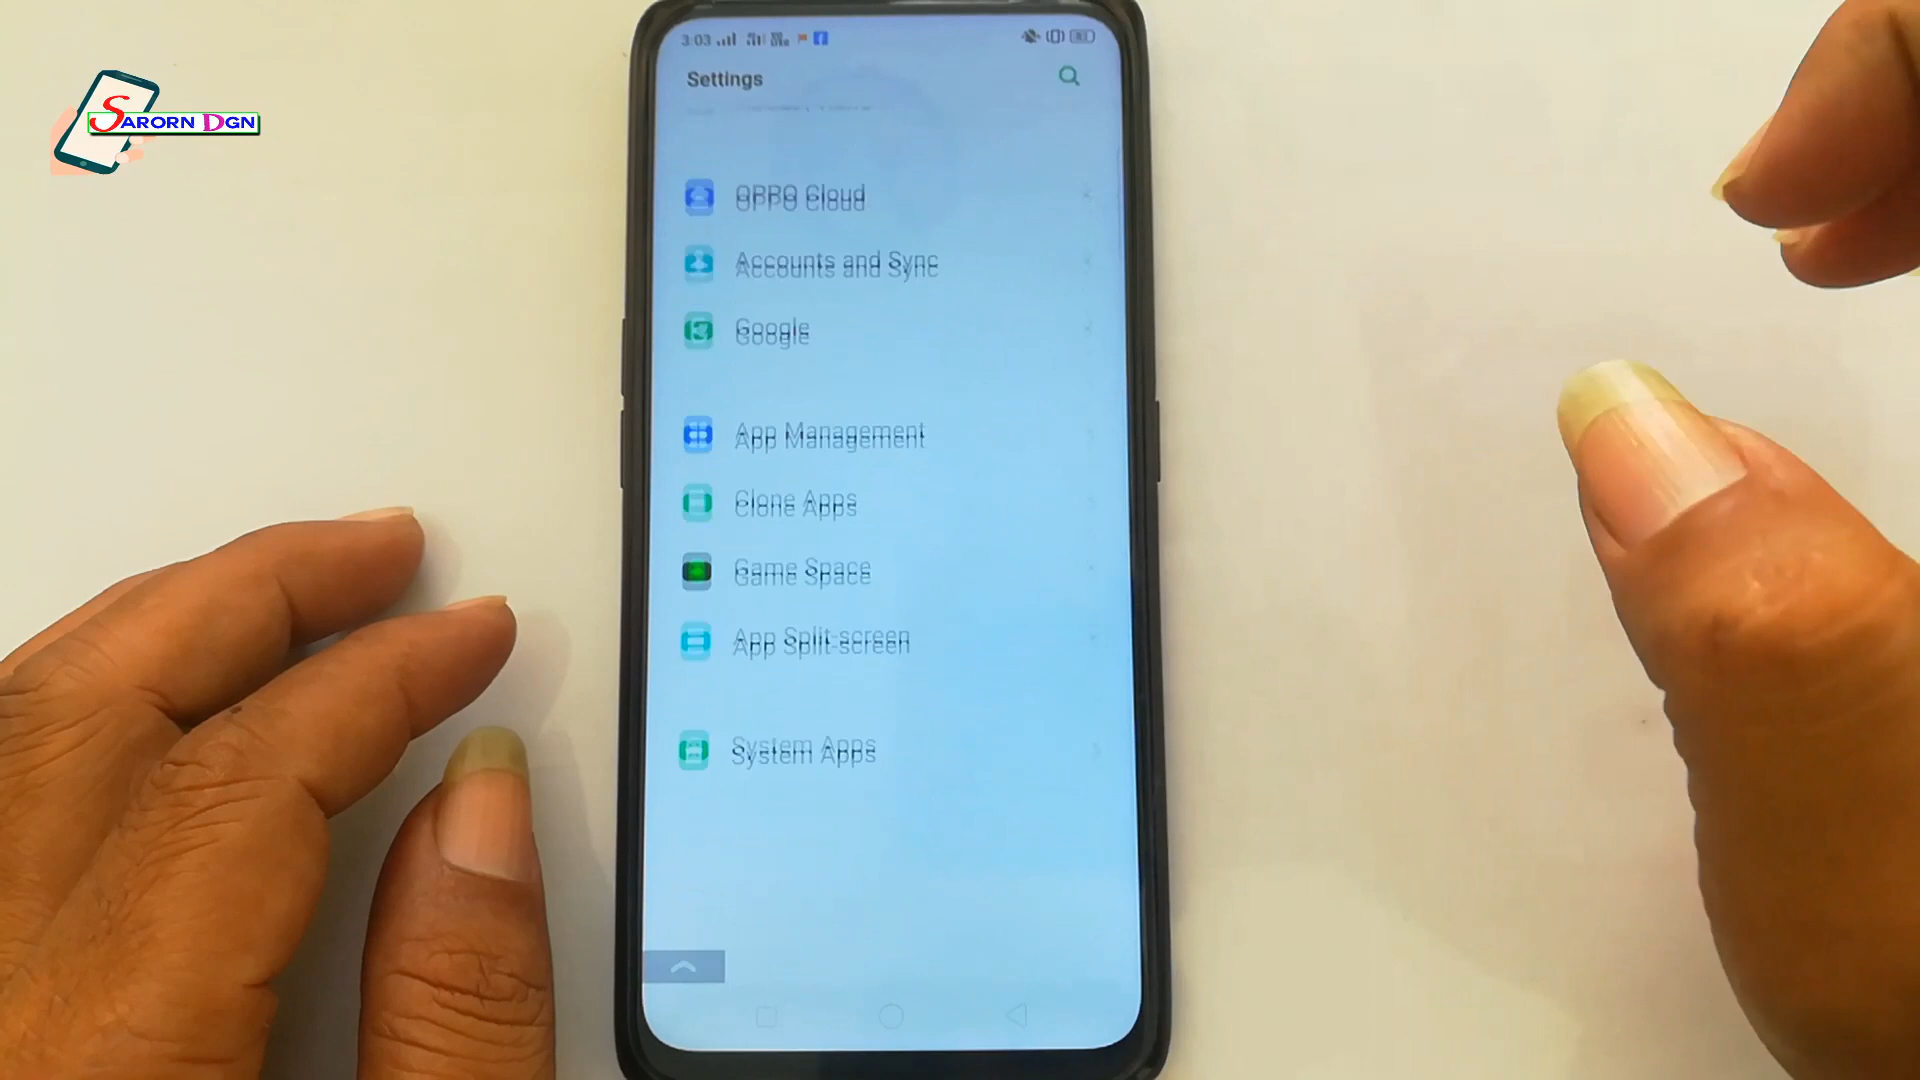 3:03
Settings
SARORN DGN
OPPO Cloud
Accounts and Sync
Google
App Management
Clone Apps
Game Space
App Split-screen
System Apps